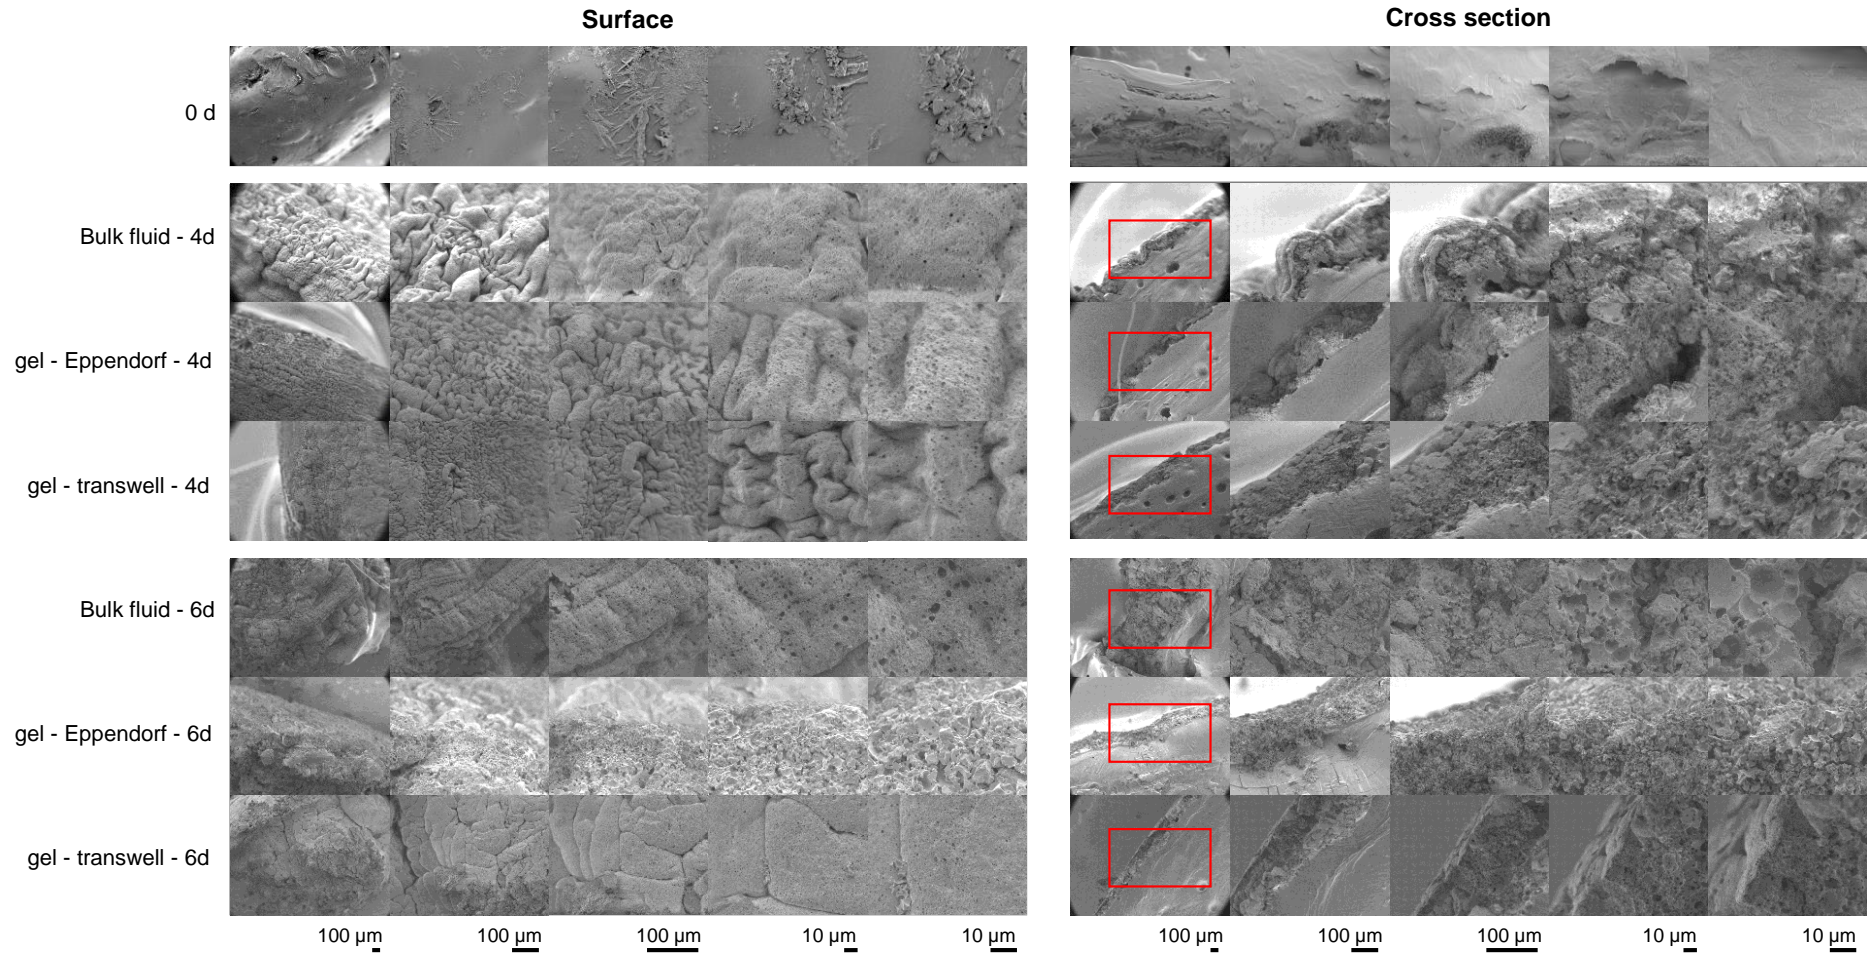 Surface
Cross section
0 d
Bulk fluid - 4d
gel - Eppendorf - 4d
gel - transwell - 4d
Bulk fluid - 6d
gel - Eppendorf - 6d
gel - transwell - 6d
100 µm 100 µm 100 µm 10 µm 10 µm 100 µm 100 µm 100 µm 10 µm 10 µm